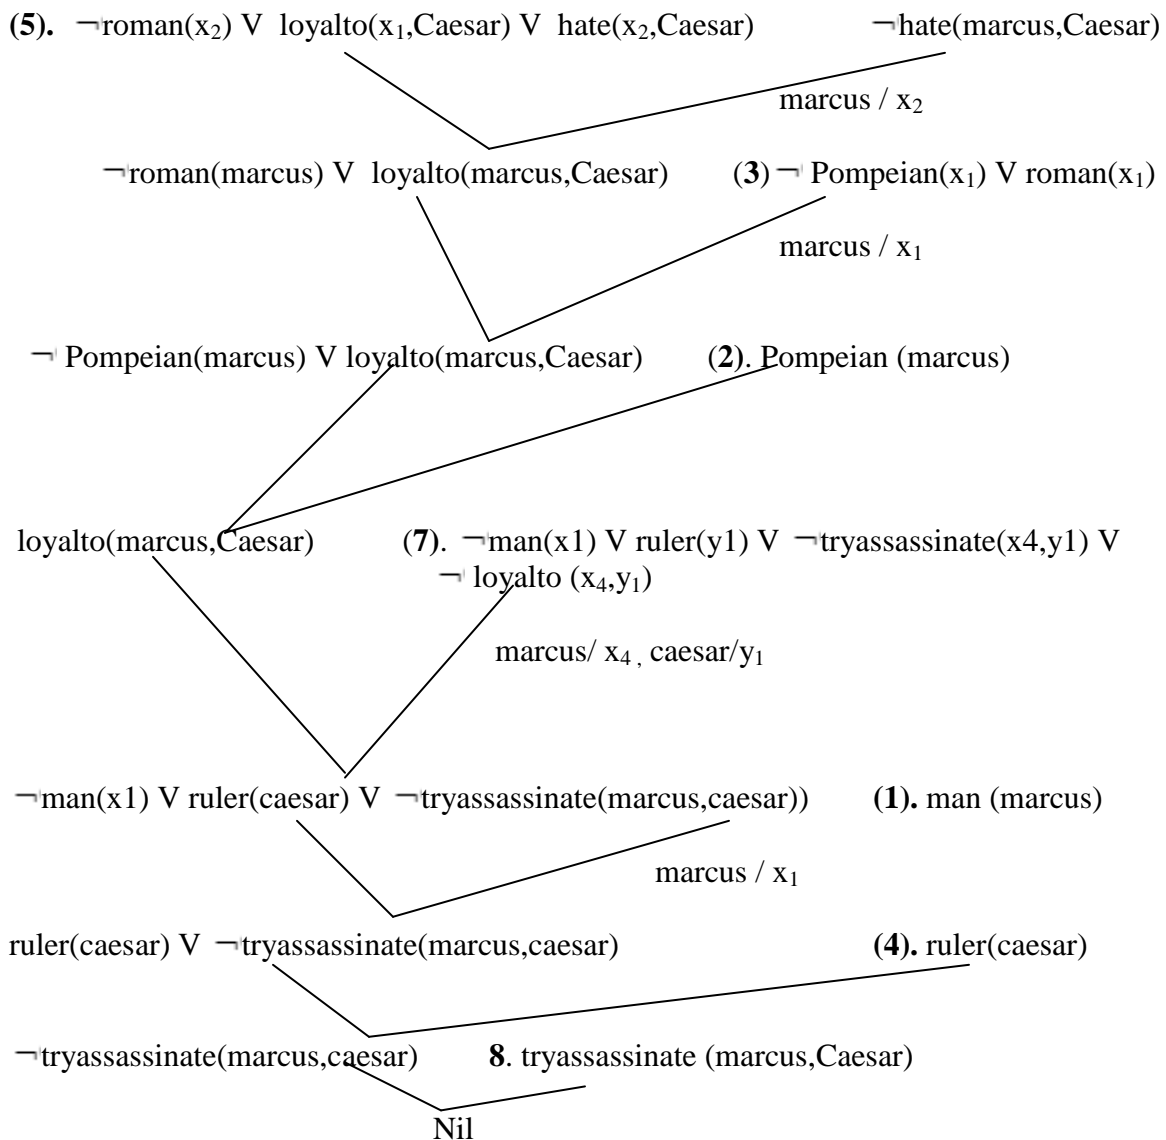 (5). ¬roman(x₂) V loyalto(x₁,Caesar) V hate(x₂,Caesar) ¬hate(marcus,Caesar)
marcus / x₂
¬roman(marcus) V loyalto(marcus,Caesar) (3) ¬ Pompeian(x₁) V roman(x₁)
marcus / x₁
¬ Pompeian(marcus) V loyalto(marcus,Caesar) (2). Pompeian (marcus)
loyalto(marcus,Caesar) (7). ¬man(x1) V ruler(y1) V ¬tryassassinate(x4,y1) V
¬ loyalto (x₄,y₁)
marcus/ x₄ , caesar/y₁
¬man(x1) V ruler(caesar) V ¬tryassassinate(marcus,caesar)) (1). man (marcus)
marcus / x₁
ruler(caesar) V ¬tryassassinate(marcus,caesar) (4). ruler(caesar)
¬tryassassinate(marcus,caesar) 8. tryassassinate (marcus,Caesar)
Nil